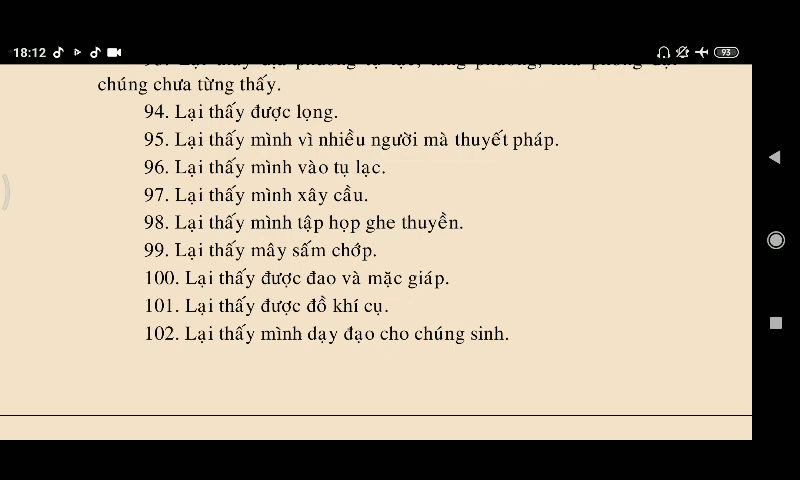 18:12
93
chúng chưa từng thấy.
94. Lại thấy được lọng.
95. Lại thấy mình vì nhiều người mà thuyết pháp.
96. Lại thấy mình vào tụ lạc.
97. Lại thấy mình xây cầu.
98. Lại thấy mình tập họp ghe thuyền.
99. Lại thấy mây sấm chớp.
100. Lại thấy được đao và mặc giáp.
101. Lại thấy được đồ khí cụ.
102. Lại thấy mình dạy đạo cho chúng sinh.